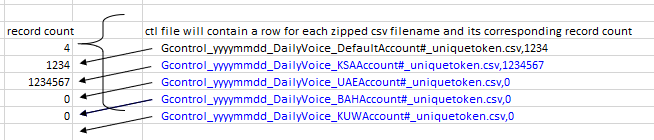 record count ctl file will contain a row for each zipped csv filename and its corresponding record count
4 Gcontrol_yyyymmdd_DailyVoice_DefaultAccount#_uniquetoken.csv,1234
1234 Gcontrol_yyyymmdd_DailyVoice_KSAAccount#_uniquetoken.csv,1234567
1234567 Gcontrol_yyyymmdd_DailyVoice_UAEAccount#_uniquetoken.csv,0
0 Gcontrol_yyyymmdd_DailyVoice_BAHAccount#_uniquetoken.csv,0
0 Gcontrol_yyyymmdd_DailyVoice_KUWAccount#_uniquetoken.csv,0